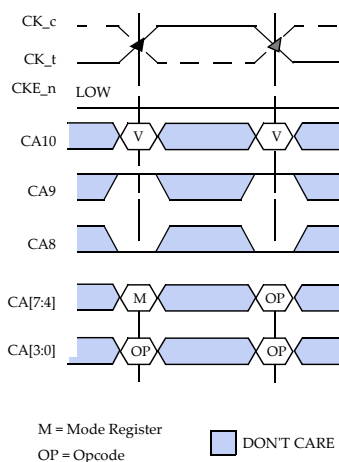 CK_c
CK_t
CKE_n LOW
CA10 V V
CA9
CA8
CA[7:4] M OP
CA[3:0] OP OP
M = Mode Register
OP = Opcode
DON'T CARE